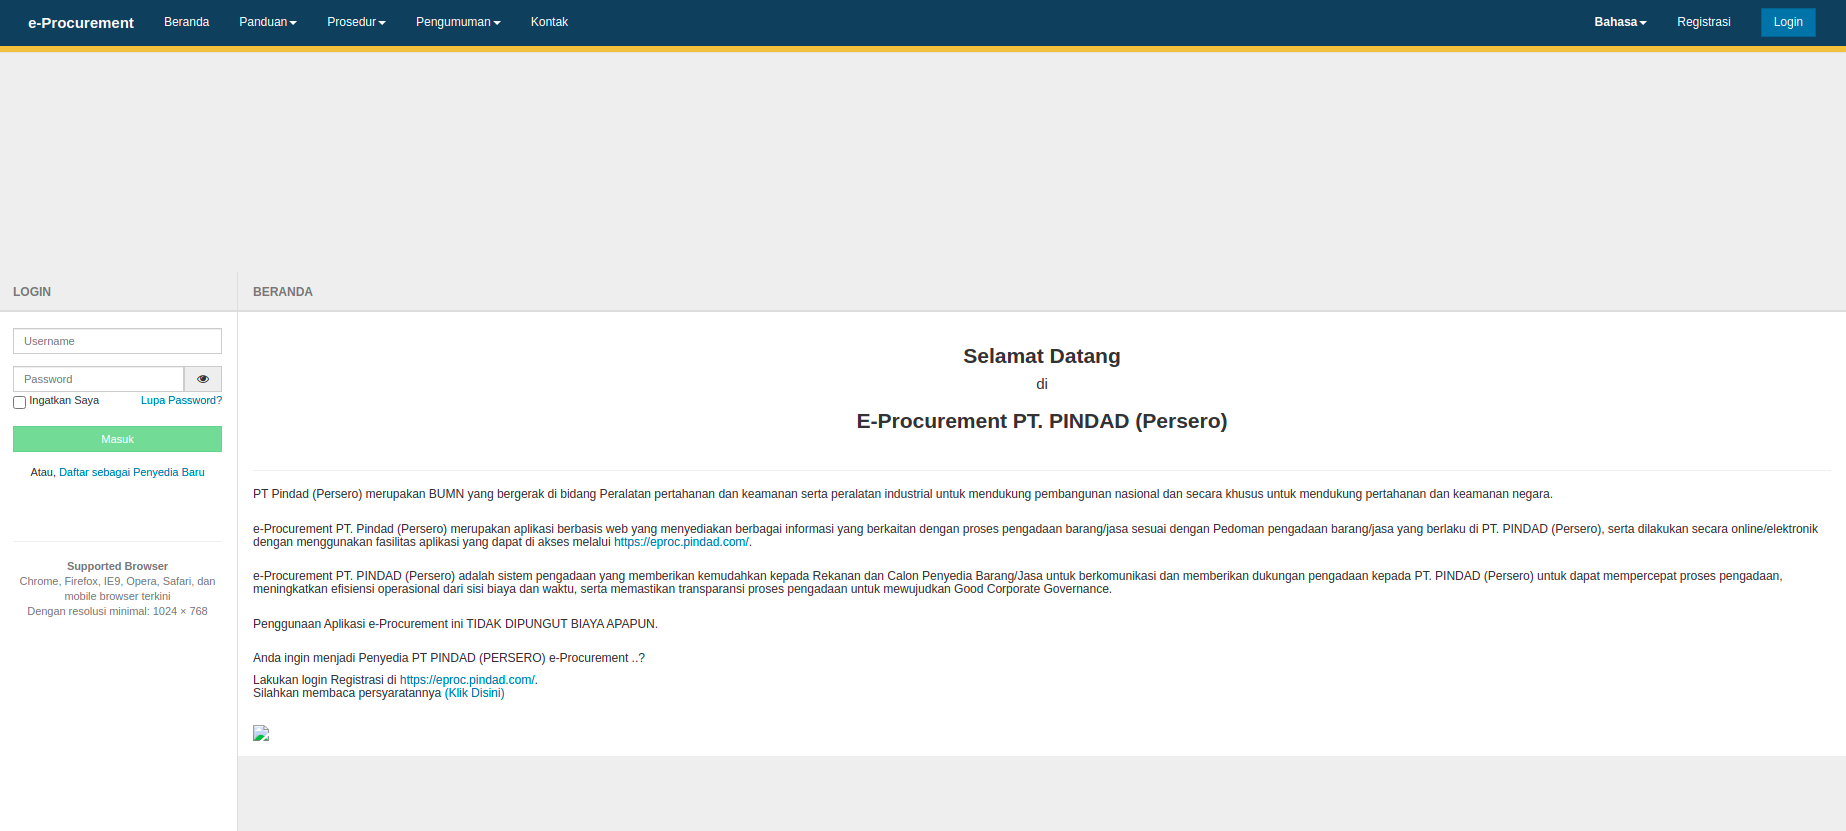 e-Procurement Beranda Panduan Prosedur Pengumuman Kontak Bahasa Registrasi Login
LOGIN
Username
Password
Ingatkan Saya Lupa Password?
Masuk
Atau, Daftar sebagai Penyedia Baru
Supported Browser
Chrome, Firefox, IE9, Opera, Safari, dan
mobile browser terkini
Dengan resolusi minimal: 1024 × 768
BERANDA
Selamat Datang
di
E-Procurement PT. PINDAD (Persero)
PT Pindad (Persero) merupakan BUMN yang bergerak di bidang Peralatan pertahanan dan keamanan serta peralatan industrial untuk mendukung pembangunan nasional dan secara khusus untuk mendukung pertahanan dan keamanan negara.
e-Procurement PT. Pindad (Persero) merupakan aplikasi berbasis web yang menyediakan berbagai informasi yang berkaitan dengan proses pengadaan barang/jasa sesuai dengan Pedoman pengadaan barang/jasa yang berlaku di PT. PINDAD (Persero), serta dilakukan secara online/elektronik
dengan menggunakan fasilitas aplikasi yang dapat di akses melalui https://eproc.pindad.com/.
e-Procurement PT. PINDAD (Persero) adalah sistem pengadaan yang memberikan kemudahkan kepada Rekanan dan Calon Penyedia Barang/Jasa untuk berkomunikasi dan memberikan dukungan pengadaan kepada PT. PINDAD (Persero) untuk dapat mempercepat proses pengadaan,
meningkatkan efisiensi operasional dari sisi biaya dan waktu, serta memastikan transparansi proses pengadaan untuk mewujudkan Good Corporate Governance.
Penggunaan Aplikasi e-Procurement ini TIDAK DIPUNGUT BIAYA APAPUN.
Anda ingin menjadi Penyedia PT PINDAD (PERSERO) e-Procurement ..?
Lakukan login Registrasi di https://eproc.pindad.com/.
Silahkan membaca persyaratannya (Klik Disini)